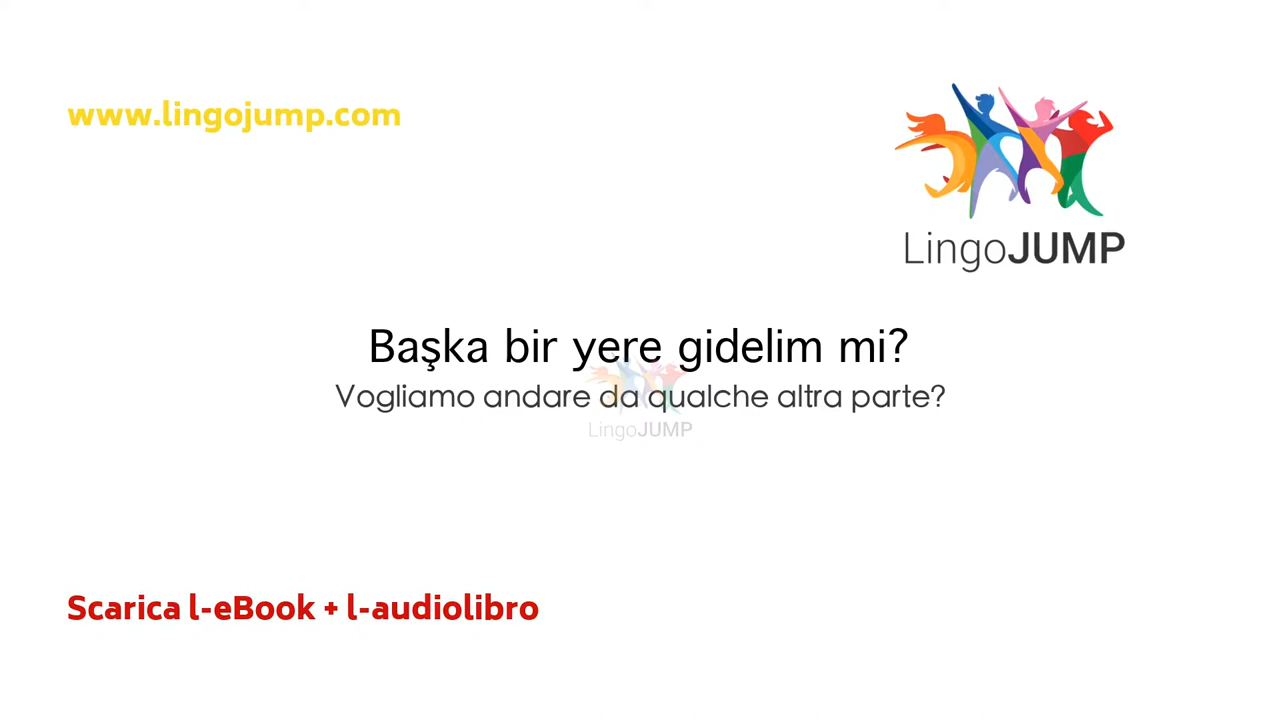 www.lingojump.com
LingoJUMP
Başka bir yere gidelim mi?
Vogliamo andare da qualche altra parte?
LingoJUMP
Scarica l-eBook + l-audiolibro